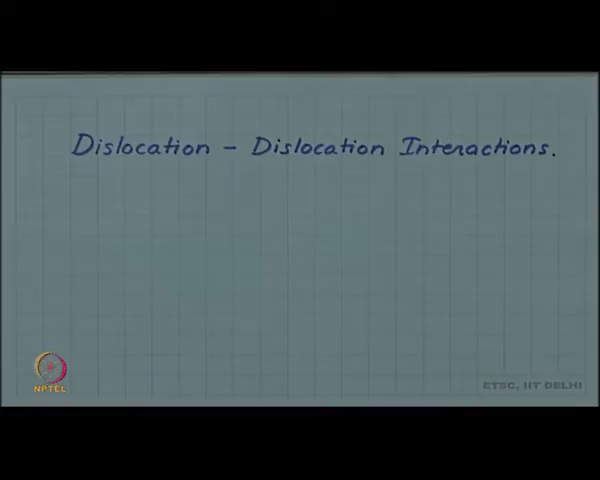 Dislocation - Dislocation Interactions.
NPTEL
ETSC, IIT DELHI